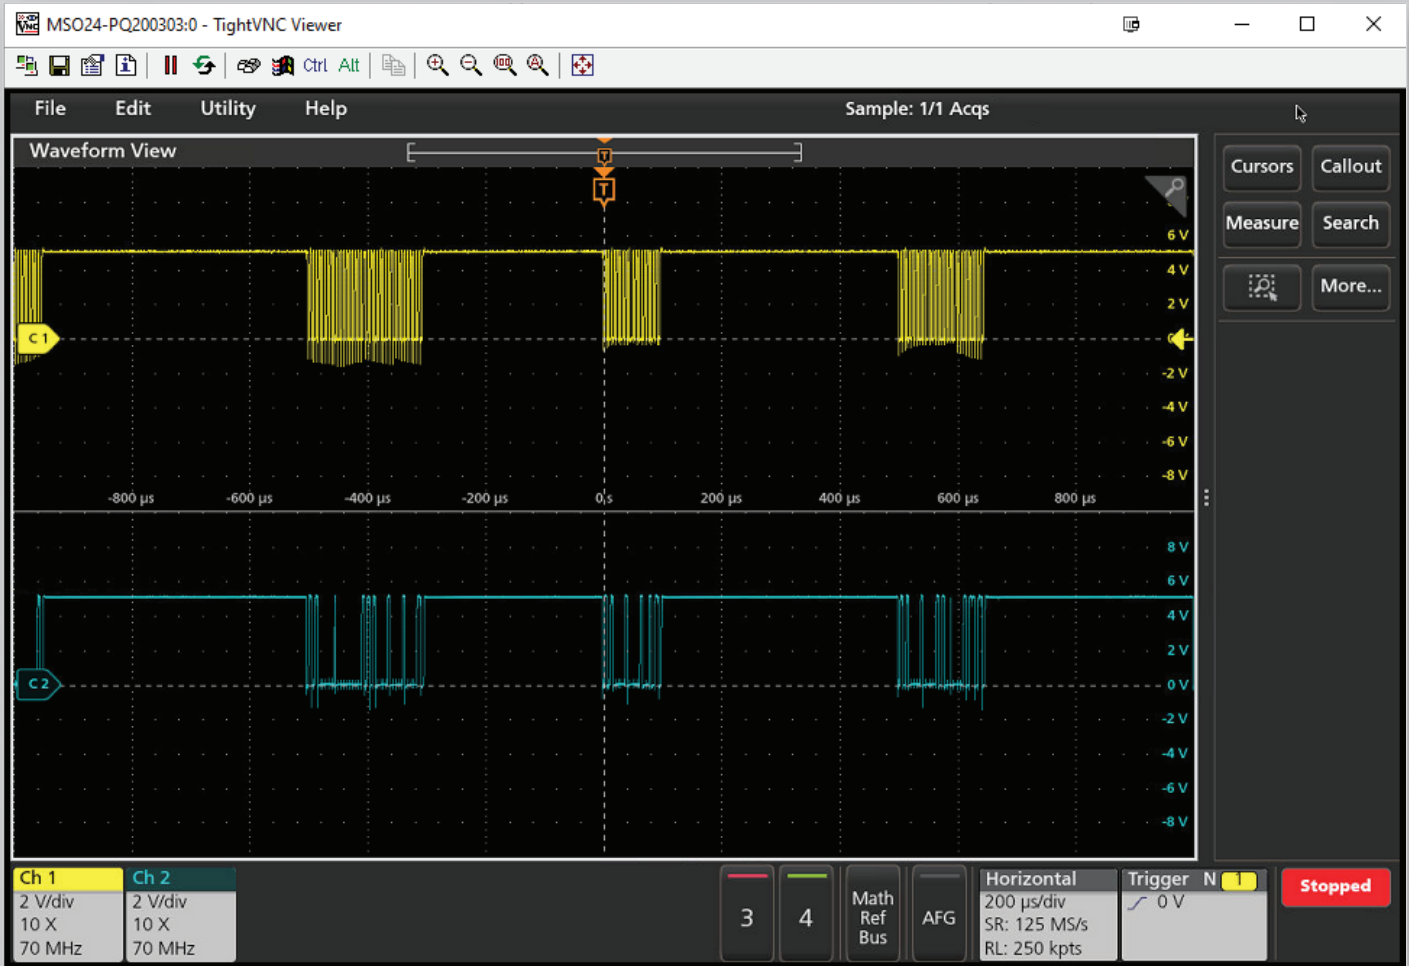 MSO24-PQ200303:0 - TightVNC Viewer
Ctrl Alt
File Edit Utility Help Sample: 1/1 Acqs
Waveform View
T
T
Cursors Callout
Measure Search
More...
6 V
4 V
2 V
C 1
-2 V
-4 V
-6 V
-8 V
-800 µs -600 µs -400 µs -200 µs 0 s 200 µs 400 µs 600 µs 800 µs
8 V
6 V
4 V
2 V
C 2 0 V
-2 V
-4 V
-6 V
-8 V
Ch 1
2 V/div
10 X
70 MHz
Ch 2
2 V/div
10 X
70 MHz
3
4
Math
Ref
Bus
AFG
Horizontal
200 µs/div
SR: 125 MS/s
RL: 250 kpts
Trigger N 1
0 V
Stopped